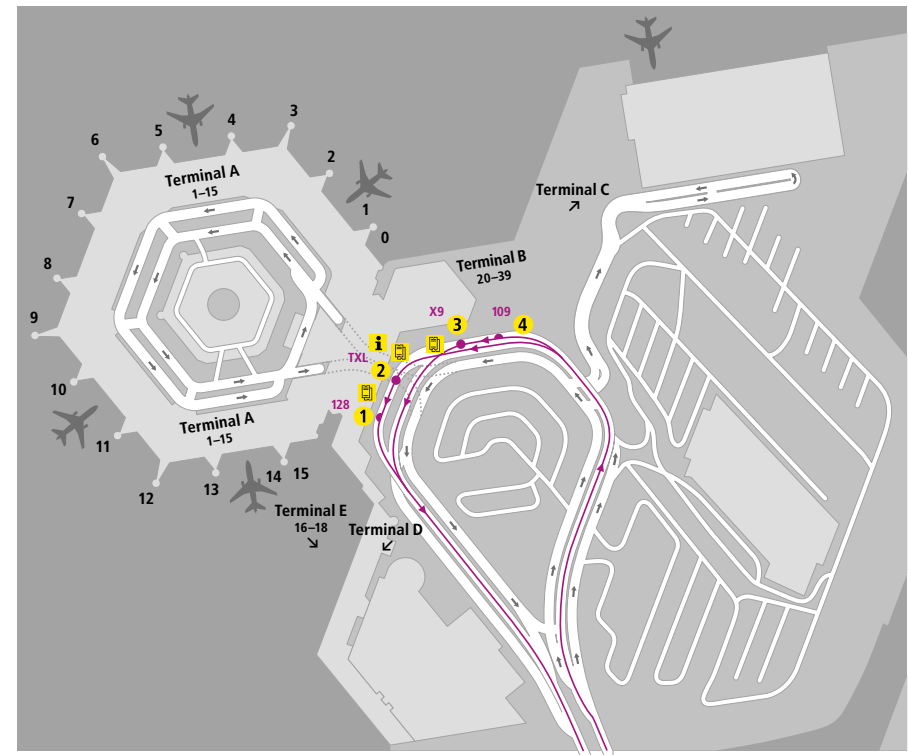 3
4
5
6
Terminal A
1–15
2
7
1
0
Terminal C
Terminal B
20–39
8
9
X9
3
109
4
i
TXL
2
128
1
10
11
Terminal A
1–15
12
13
14
15
Terminal E
16–18
Terminal D